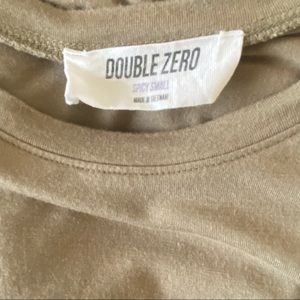 DOUBLE ZERO
SPICY SMALL
MADE IN VIETNAM